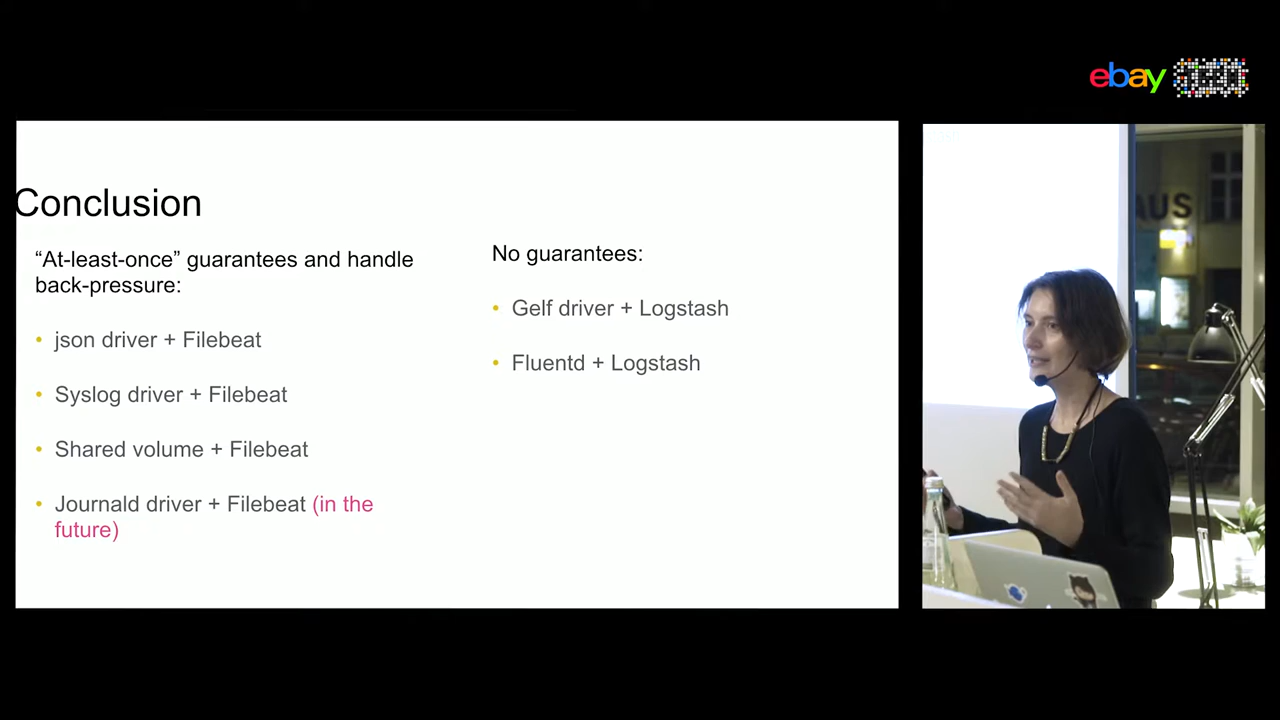 ebay
Conclusion
“At-least-once” guarantees and handle
back-pressure:
• json driver + Filebeat
• Syslog driver + Filebeat
• Shared volume + Filebeat
• Journald driver + Filebeat (in the
future)
No guarantees:
• Gelf driver + Logstash
• Fluentd + Logstash
AUS